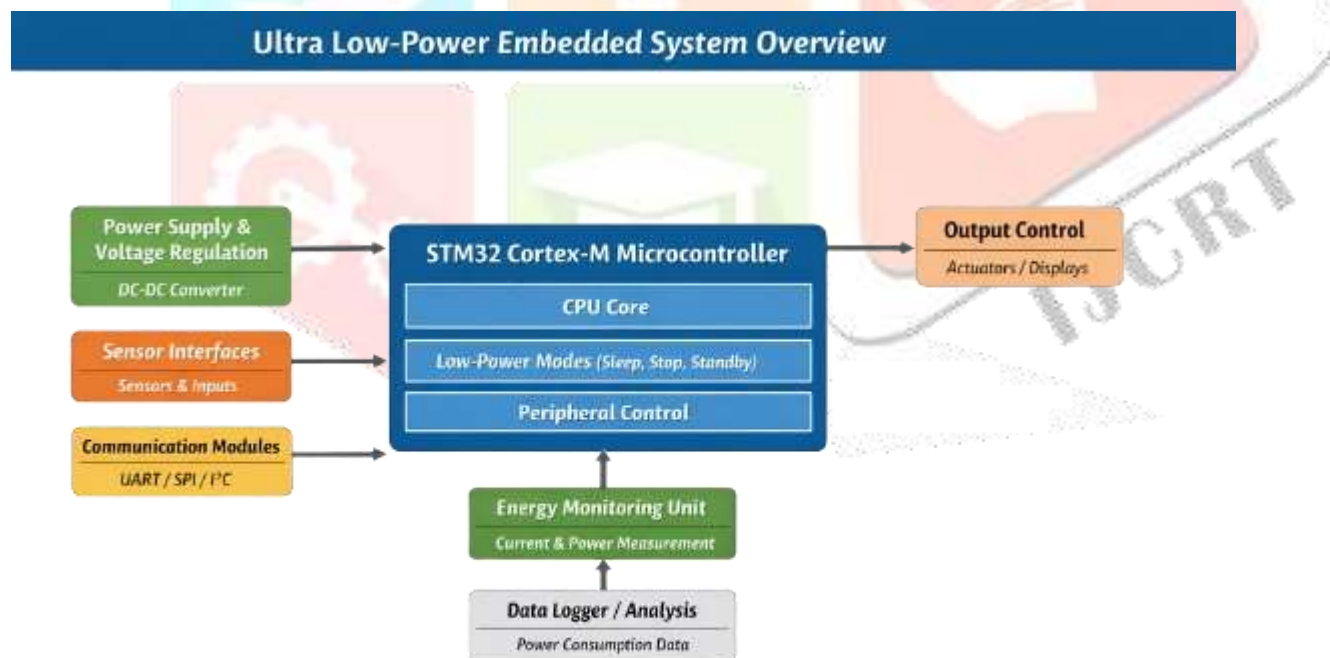 Ultra Low-Power Embedded System Overview
Power Supply &
Voltage Regulation
DC-DC Converter
Sensor Interfaces
Sensors & Inputs
Communication Modules
UART / SPI / I²C
STM32 Cortex-M Microcontroller
CPU Core
Low-Power Modes (Sleep, Stop, Standby)
Peripheral Control
Output Control
Actuators / Displays
Energy Monitoring Unit
Current & Power Measurement
Data Logger / Analysis
Power Consumption Data
IJCRT